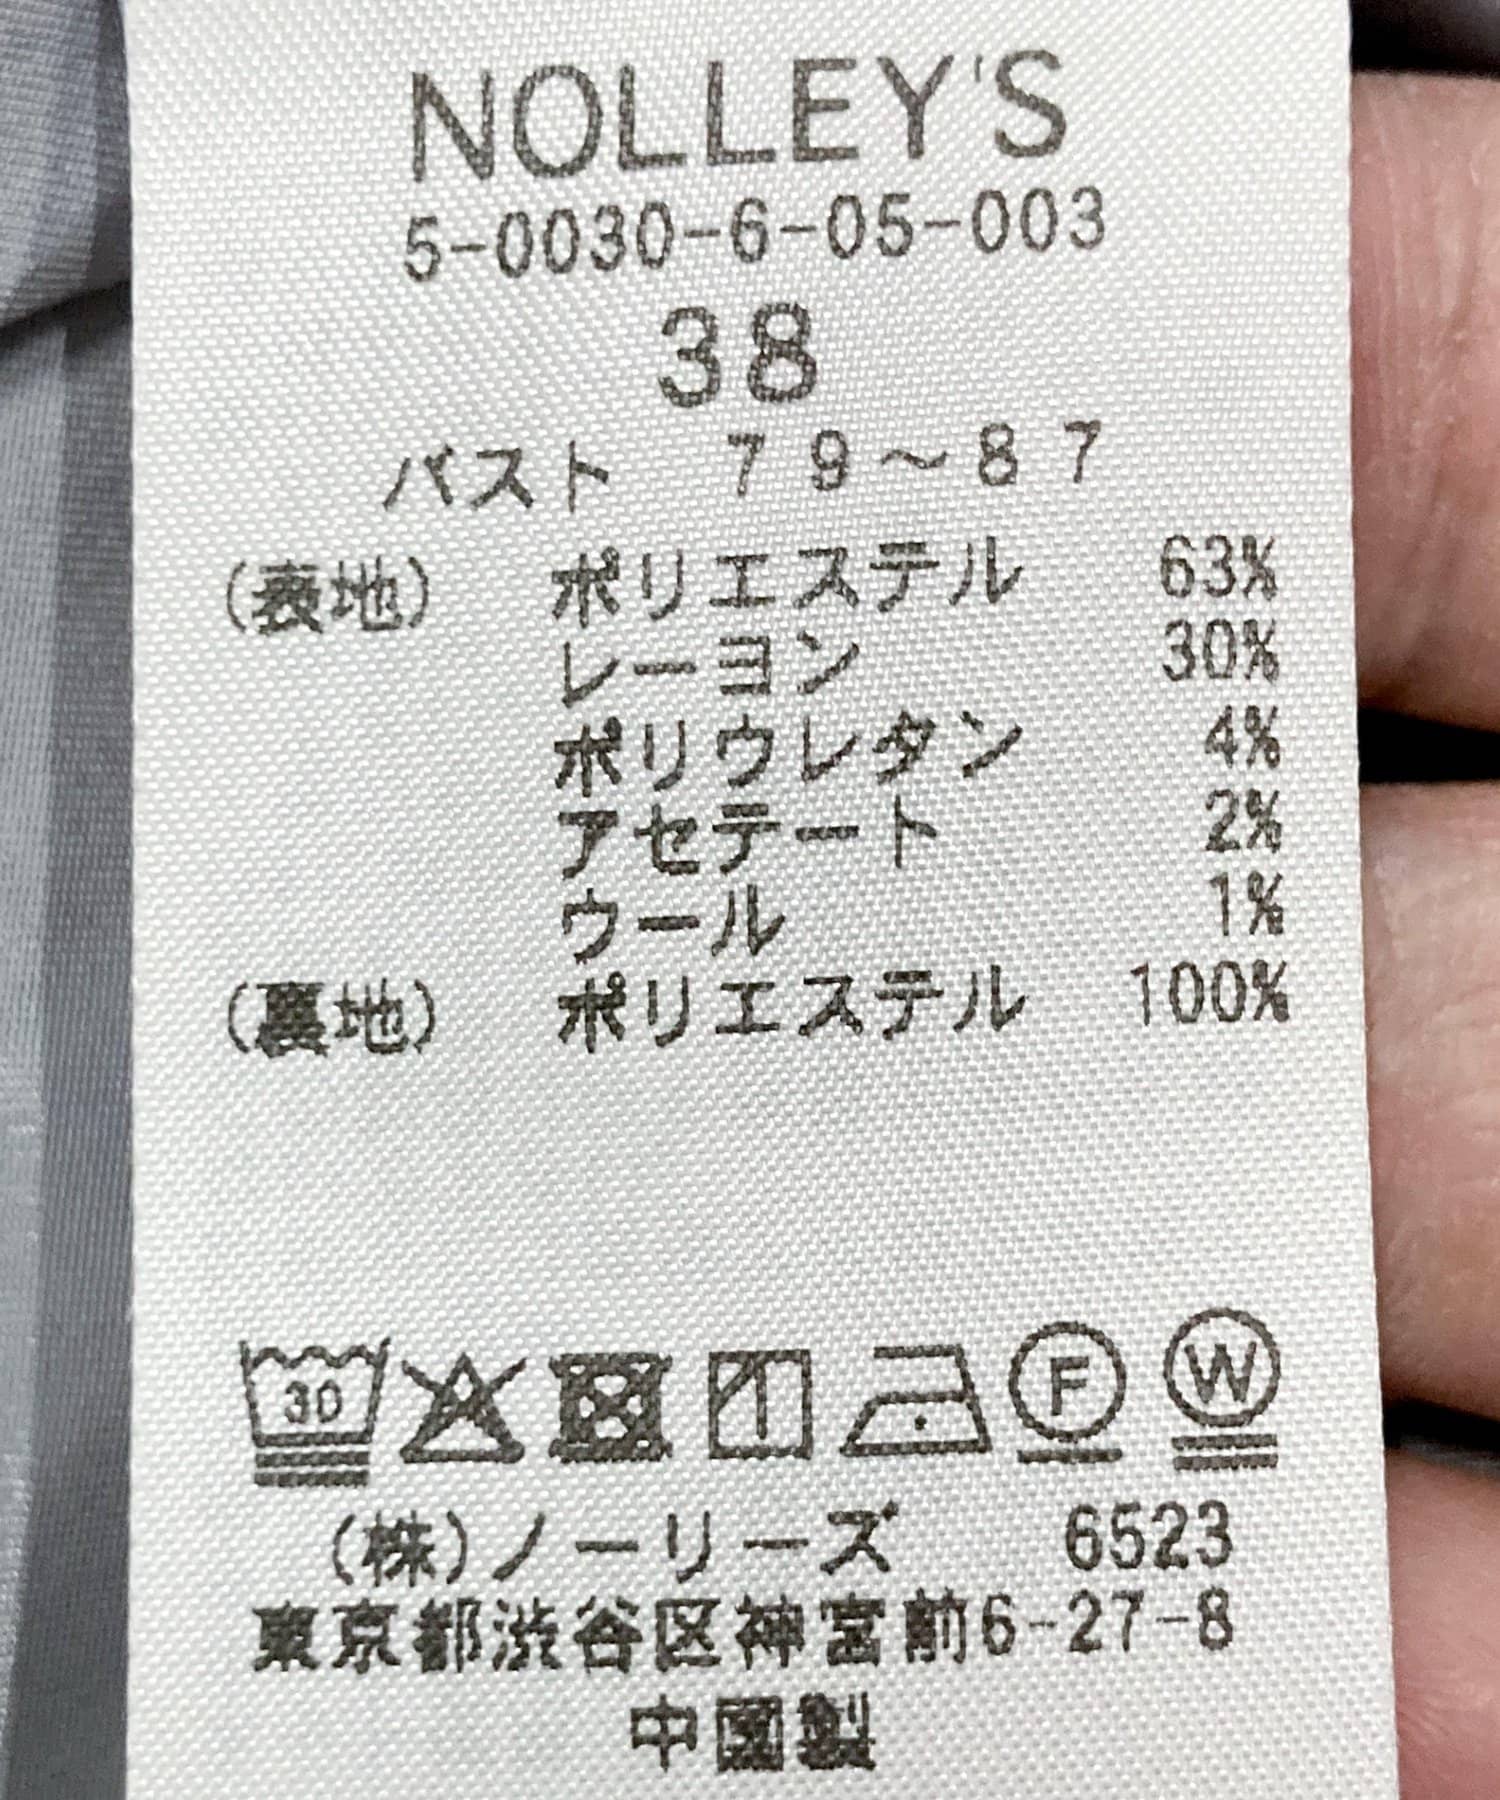 NOLLEY'S
5-0030-6-05-003
38
バスト 79〜87
(表地) ポリエステル 63%
レーヨン 30%
ポリウレタン 4%
アセテート 2%
ウール 1%
(裏地) ポリエステル 100%
30 F W
(株)ノーリーズ 6523
東京都渋谷区神宮前6-27-8
中国製